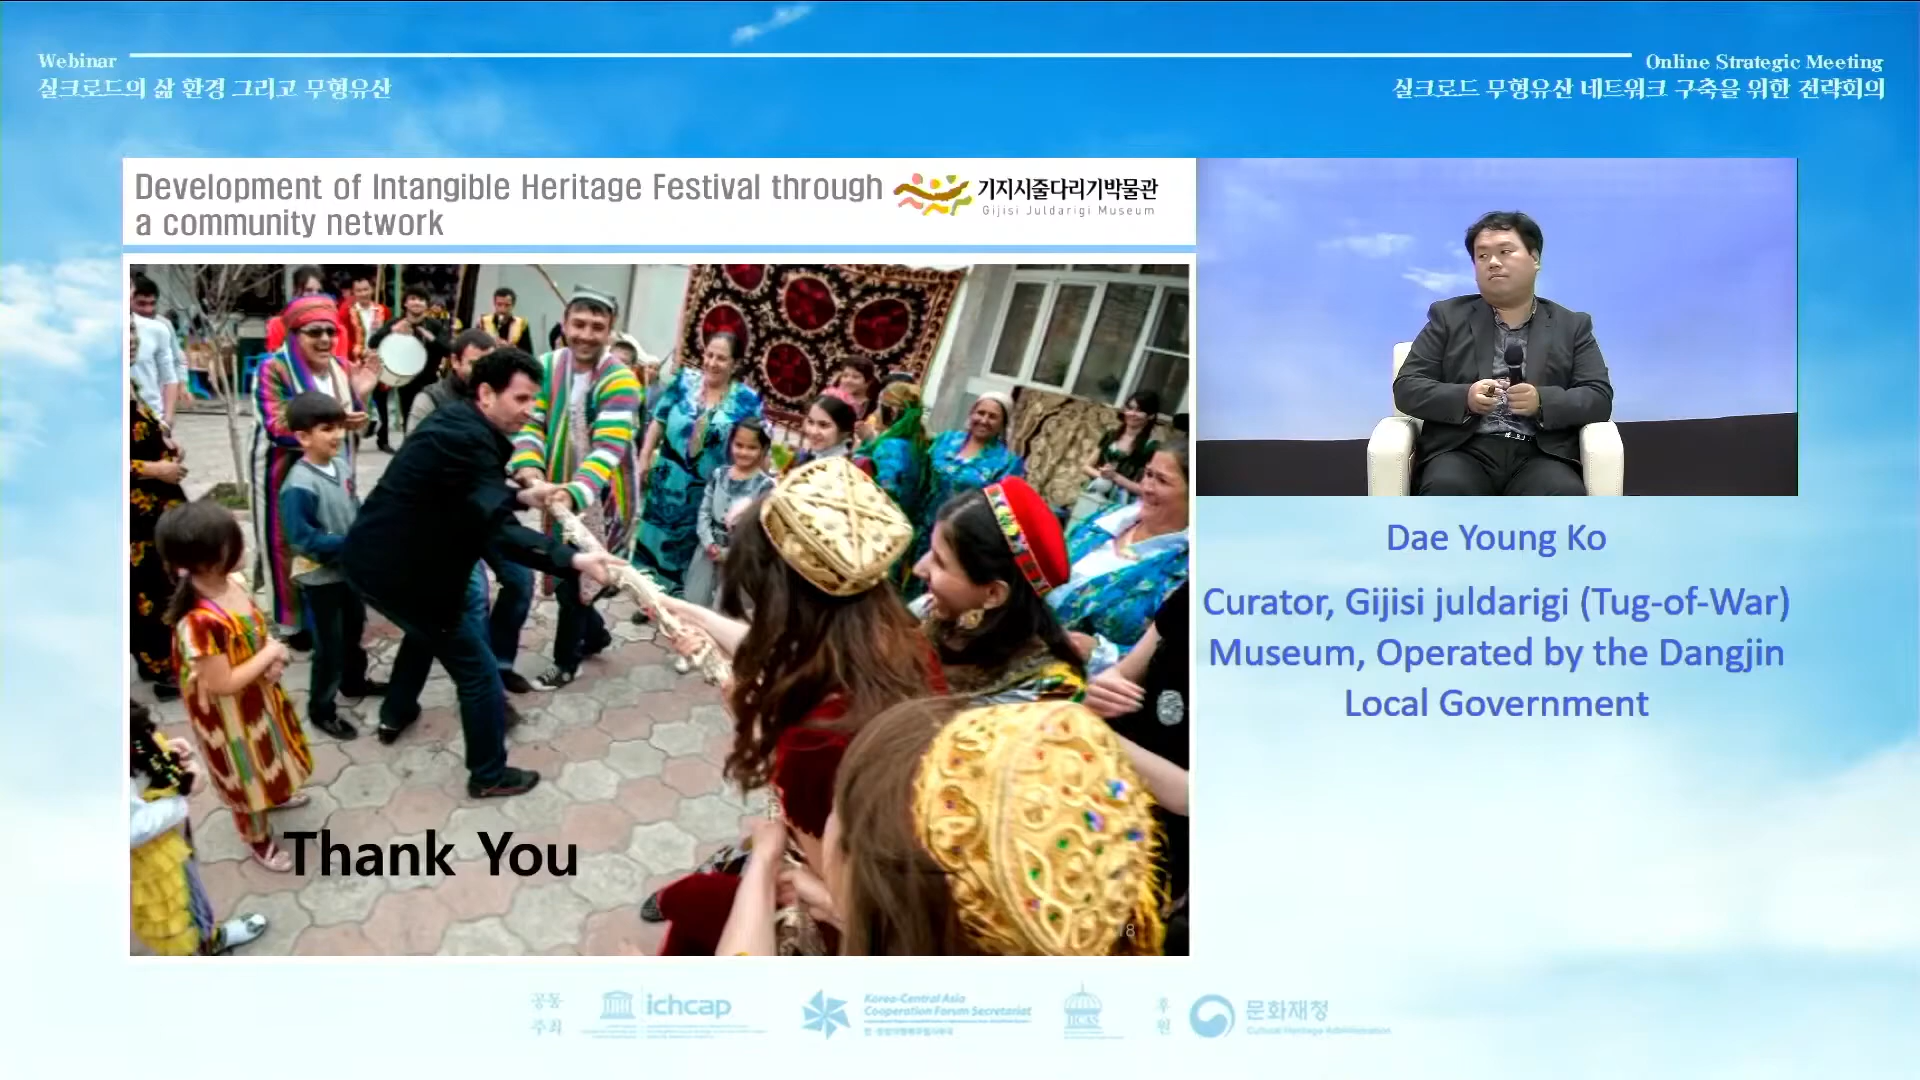 Webinar
실크로드의 삶 환경 그리고 무형유산
Online Strategic Meeting
실크로드 무형유산 네트워크 구축을 위한 전략회의
Development of Intangible Heritage Festival through
a community network
기지시줄다리기박물관
Gijisi Juldarigi Museum
Thank You
18
Dae Young Ko
Curator, Gijisi juldarigi (Tug-of-War)
Museum, Operated by the Dangjin
Local Government
공동
주최
ichcap
Korea-Central Asia
Cooperation Forum Secretariat
IICAS
후
원
문화재청
Cultural Heritage Administration